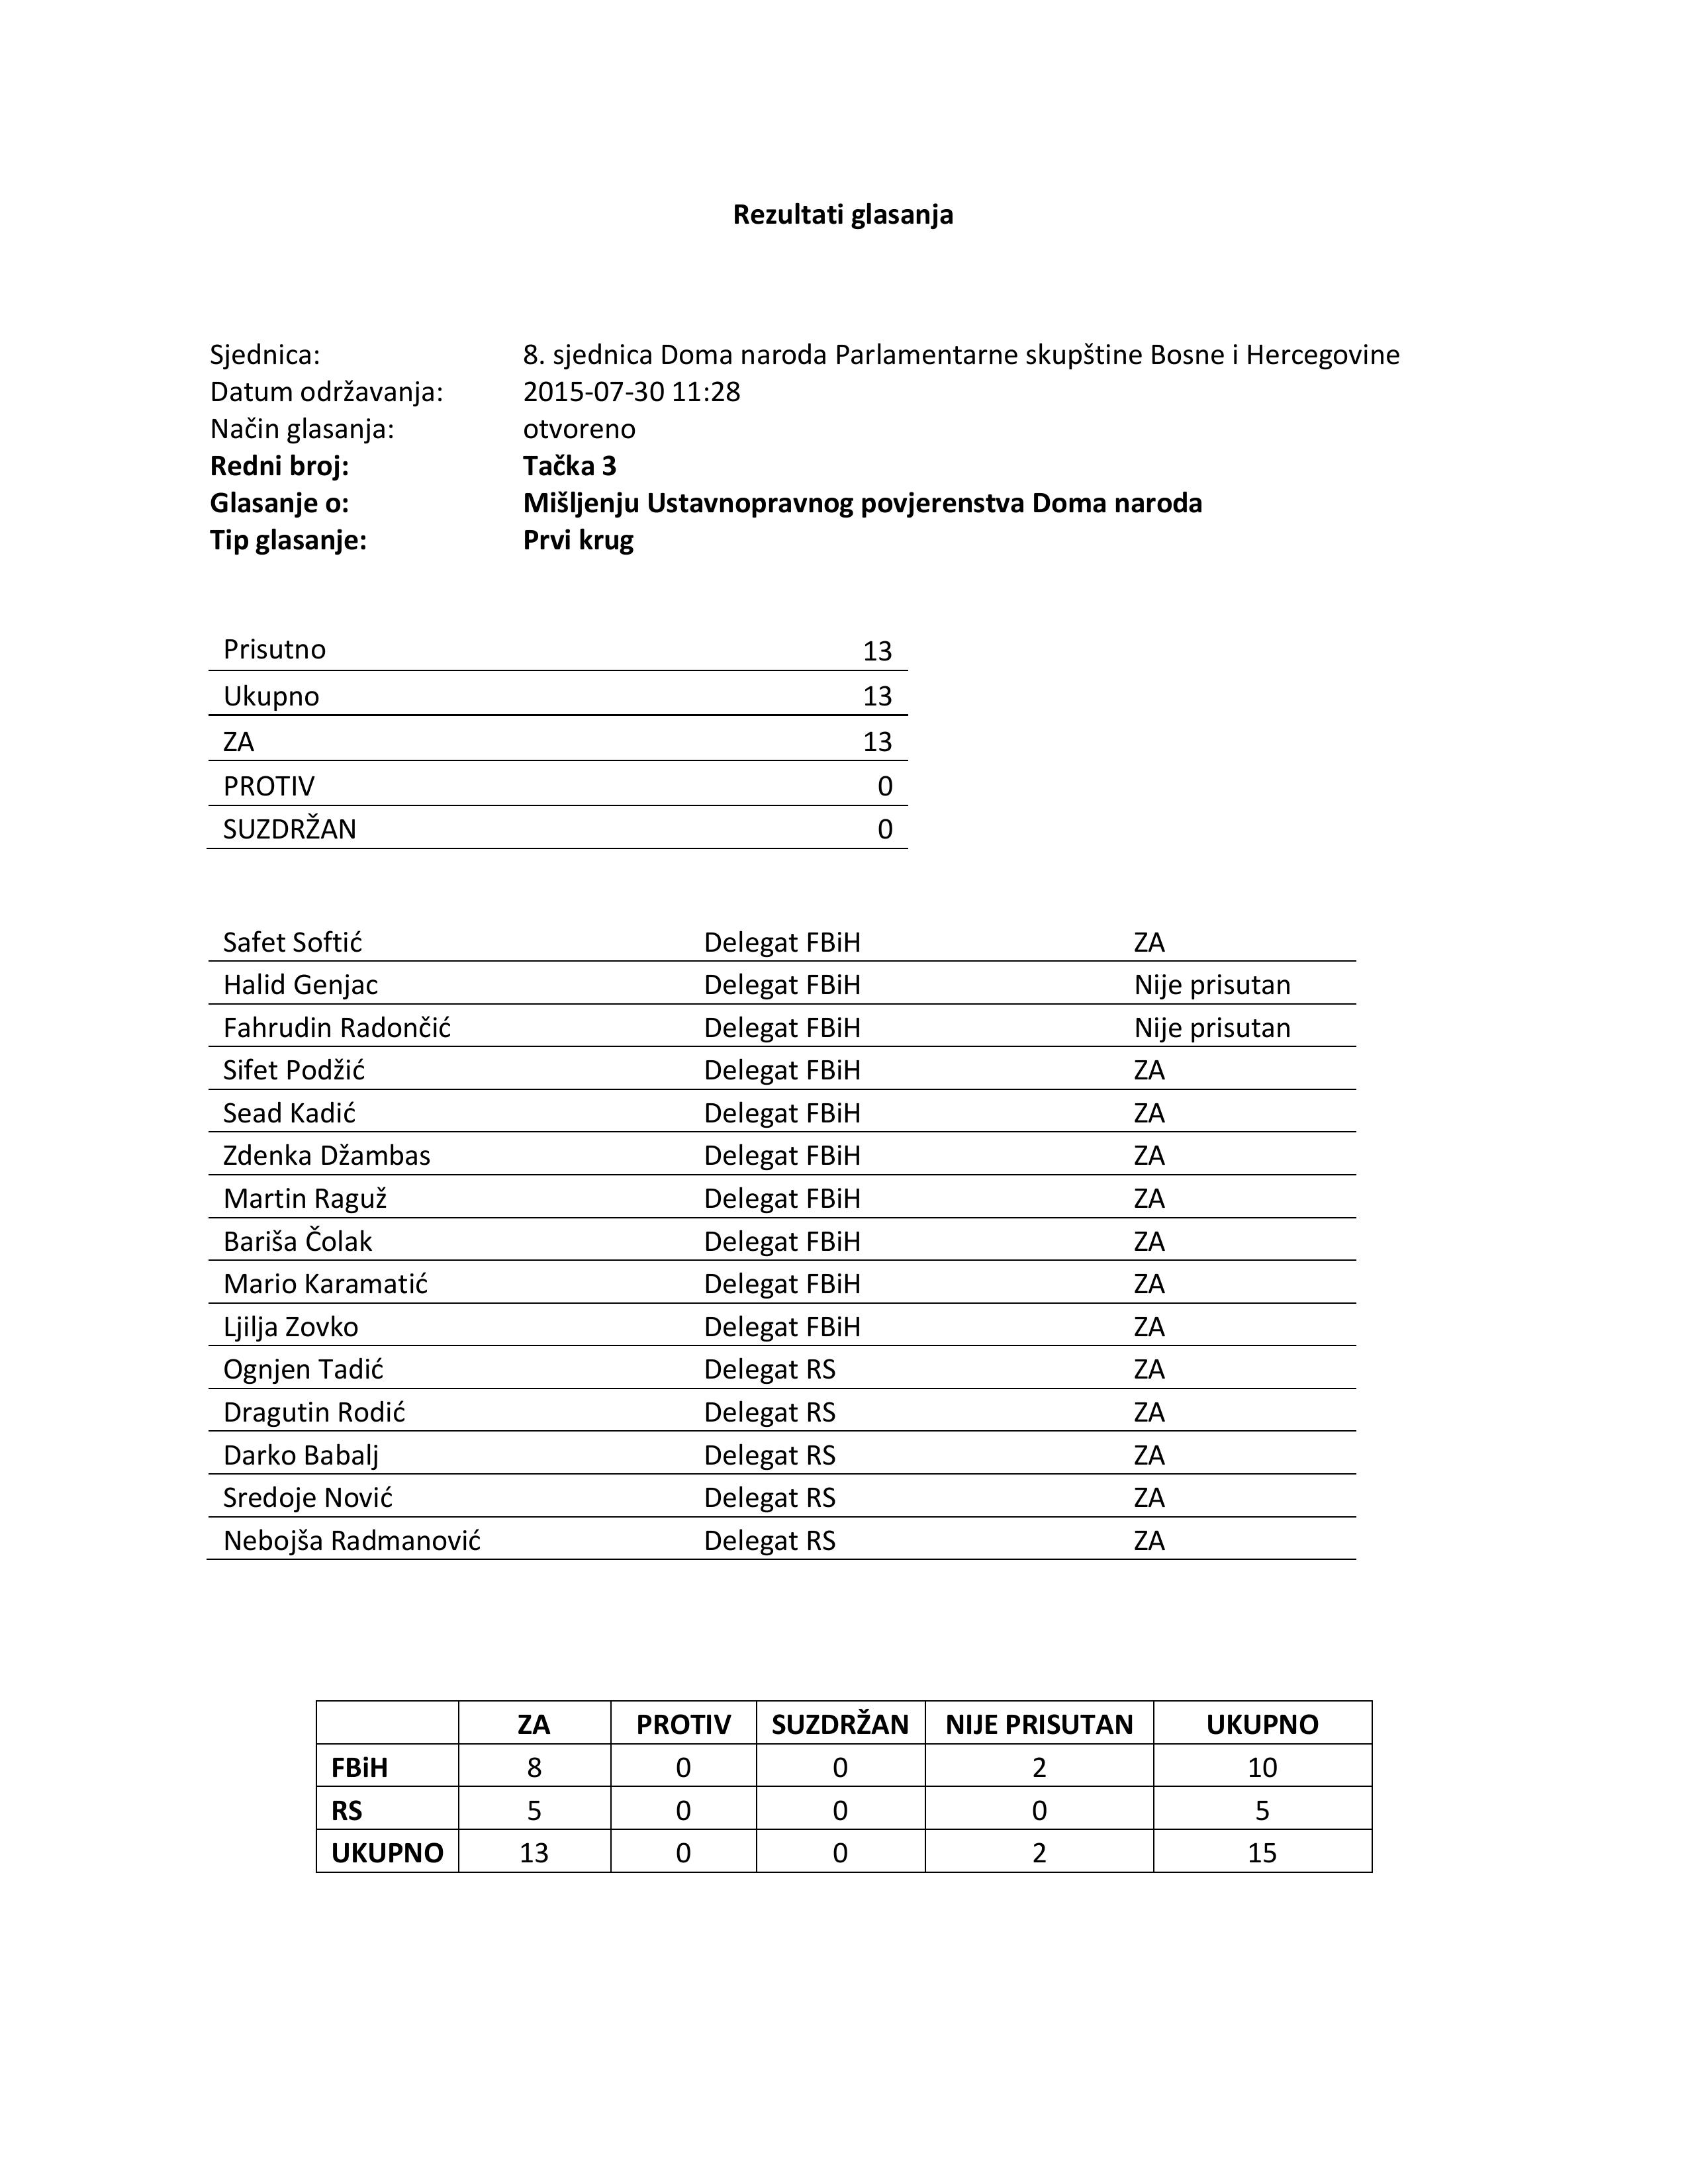 Rezultati glasanja
Sjednica: 8. sjednica Doma naroda Parlamentarne skupštine Bosne i Hercegovine
Datum održavanja: 2015-07-30 11:28
Način glasanja: otvoreno
Redni broj: Tačka 3
Glasanje o: Mišljenju Ustavnopravnog povjerenstva Doma naroda
Tip glasanje: Prvi krug
Prisutno 13
Ukupno 13
ZA 13
PROTIV 0
SUZDRŽAN 0
Safet Softić Delegat FBiH ZA
Halid Genjac Delegat FBiH Nije prisutan
Fahrudin Radončić Delegat FBiH Nije prisutan
Sifet Podžić Delegat FBiH ZA
Sead Kadić Delegat FBiH ZA
Zdenka Džambas Delegat FBiH ZA
Martin Raguž Delegat FBiH ZA
Bariša Čolak Delegat FBiH ZA
Mario Karamatić Delegat FBiH ZA
Ljilja Zovko Delegat FBiH ZA
Ognjen Tadić Delegat RS ZA
Dragutin Rodić Delegat RS ZA
Darko Babalj Delegat RS ZA
Sredoje Nović Delegat RS ZA
Nebojša Radmanović Delegat RS ZA
ZA PROTIV SUZDRŽAN NIJE PRISUTAN UKUPNO
FBiH 8 0 0 2 10
RS 5 0 0 0 5
UKUPNO 13 0 0 2 15